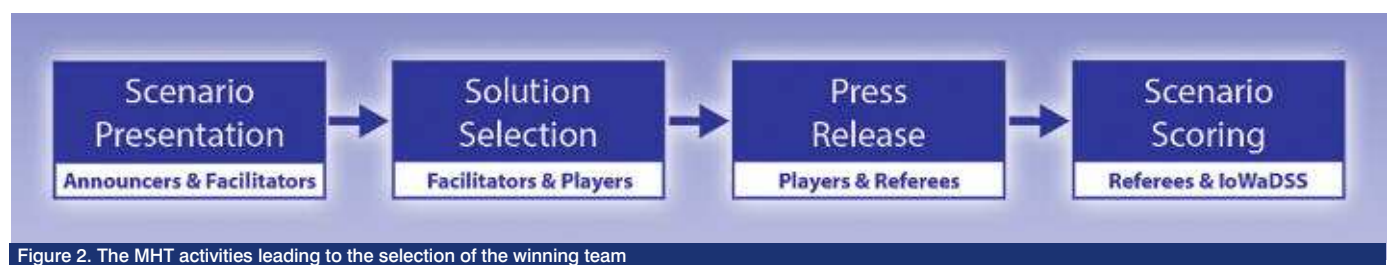 Scenario
Presentation
Announcers & Facilitators
Solution
Selection
Facilitators & Players
Press
Release
Players & Referees
Scenario
Scoring
Referees & IoWaDSS
Figure 2. The MHT activities leading to the selection of the winning team